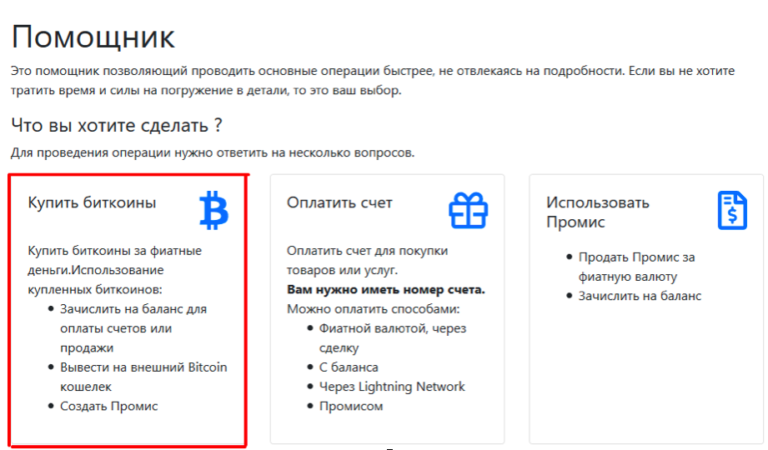 Помощник
Это помощник позволяющий проводить основные операции быстрее, не отвлекаясь на подробности. Если вы не хотите
тратить время и силы на погружение в детали, то это ваш выбор.
Что вы хотите сделать ?
Для проведения операции нужно ответить на несколько вопросов.
Купить биткоины
Купить биткоины за фиатные
деньги.Использование
купленных биткоинов:
• Зачислить на баланс для
оплаты счетов или
продажи
• Вывести на внешний Bitcoin
кошелек
• Создать Промис
Оплатить счет
Оплатить счет для покупки
товаров или услуг.
Вам нужно иметь номер счета.
Можно оплатить способами:
• Фиатной валютой, через
сделку
• С баланса
• Через Lightning Network
• Промисом
Использовать
Промис
• Продать Промис за
фиатную валюту
• Зачислить на баланс